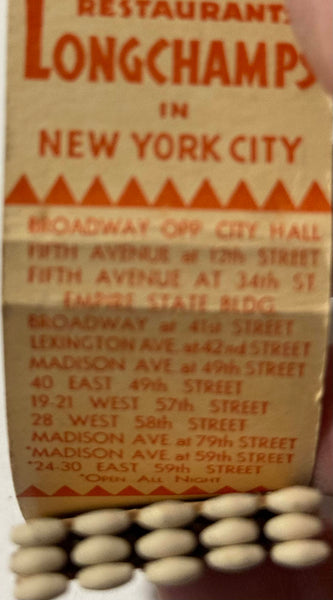 RESTAURANTS
LONGCHAMPS
IN
NEW YORK CITY
BROADWAY OPP. CITY HALL
FIFTH AVENUE at 12th STREET
FIFTH AVENUE AT 34th ST.
EMPIRE STATE BLDG.
BROADWAY at 41st STREET
LEXINGTON AVE. at 42nd STREET
MADISON AVE. at 49th STREET
40 EAST 49th STREET
19-21 WEST 57th STREET
28 WEST 58th STREET
MADISON AVE. at 79th STREET
*MADISON AVE. at 59th STREET
*24-30 EAST 59th STREET
*OPEN ALL NIGHT